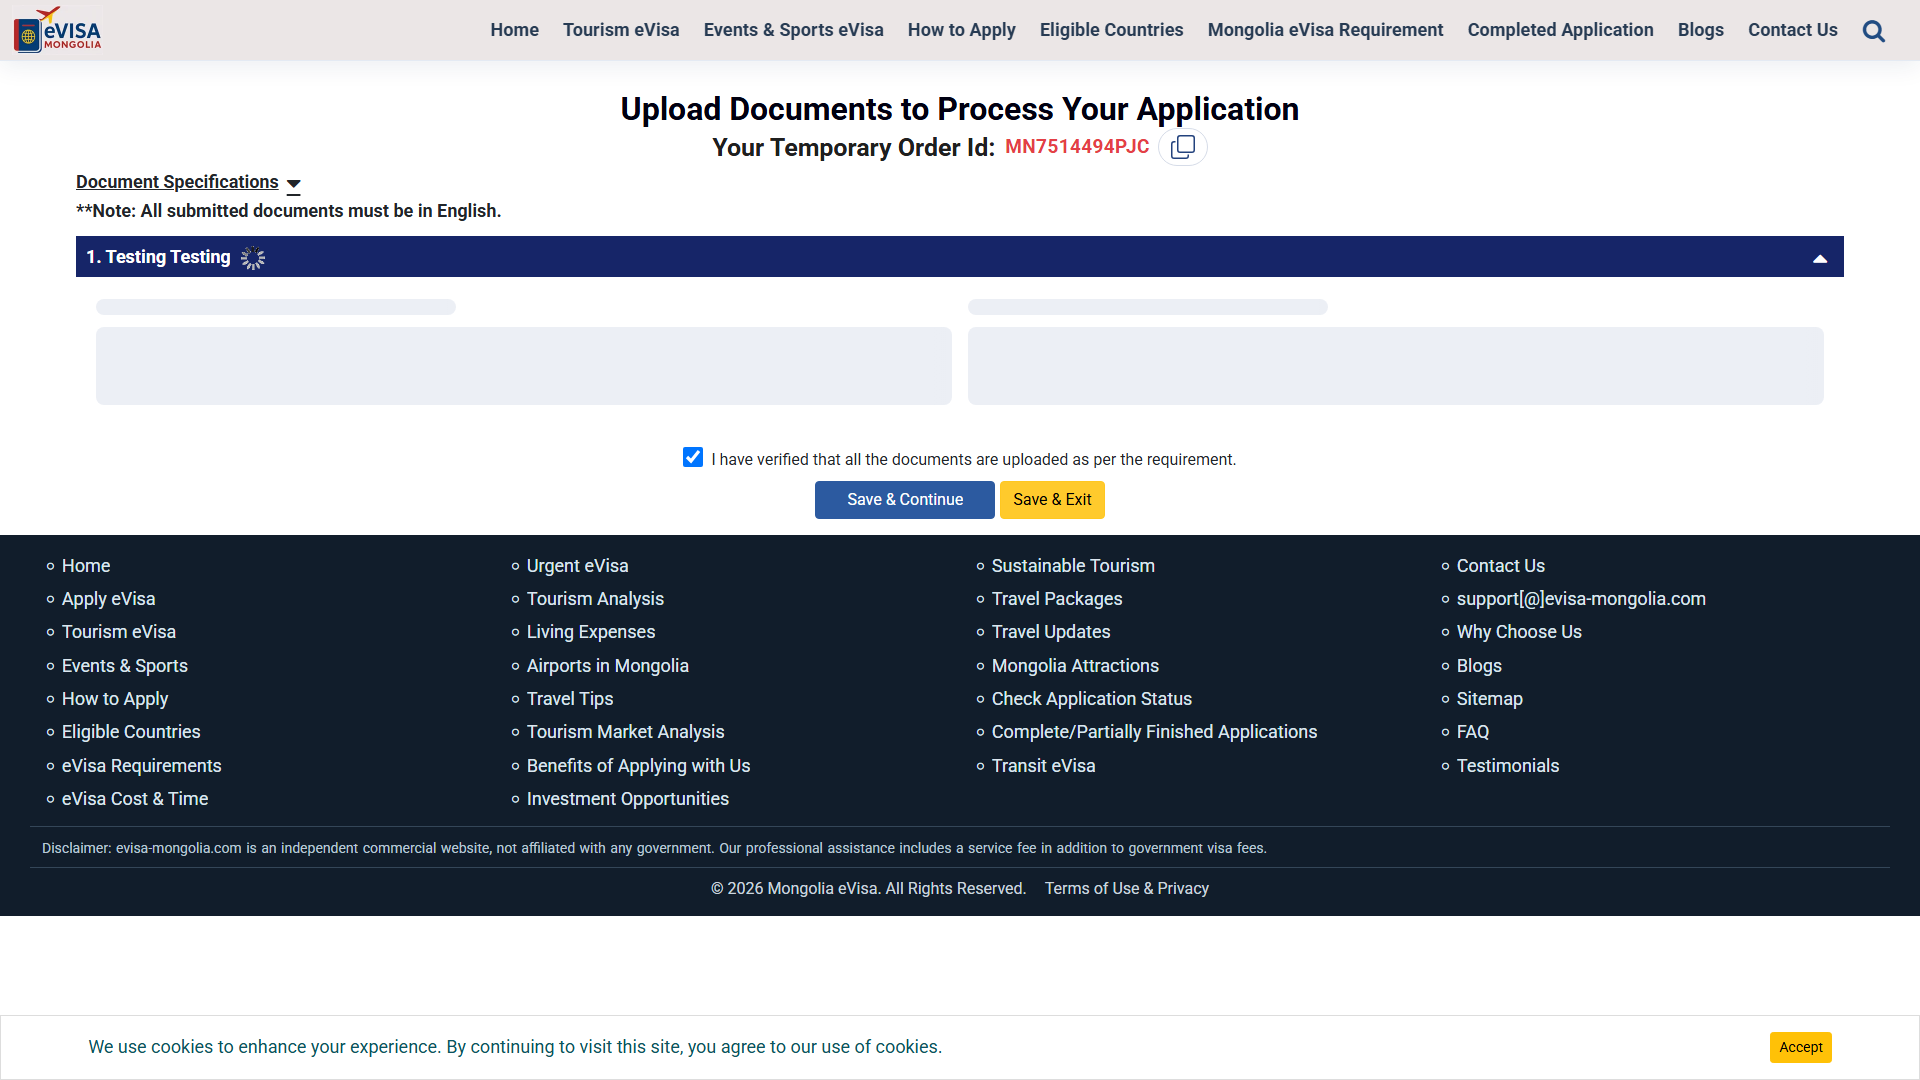 eVISA
MONGOLIA
Home
Tourism eVisa
Events & Sports eVisa
How to Apply
Eligible Countries
Mongolia eVisa Requirement
Completed Application
Blogs
Contact Us
Upload Documents to Process Your Application
Your Temporary Order Id: MN7514494PJC
Document Specifications
**Note: All submitted documents must be in English.
1. Testing Testing
I have verified that all the documents are uploaded as per the requirement.
Save & Continue
Save & Exit
Home
Apply eVisa
Tourism eVisa
Events & Sports
How to Apply
Eligible Countries
eVisa Requirements
eVisa Cost & Time
Urgent eVisa
Tourism Analysis
Living Expenses
Airports in Mongolia
Travel Tips
Tourism Market Analysis
Benefits of Applying with Us
Investment Opportunities
Sustainable Tourism
Travel Packages
Travel Updates
Mongolia Attractions
Check Application Status
Complete/Partially Finished Applications
Transit eVisa
Contact Us
support[@]evisa-mongolia.com
Why Choose Us
Blogs
Sitemap
FAQ
Testimonials
Disclaimer: evisa-mongolia.com is an independent commercial website, not affiliated with any government. Our professional assistance includes a service fee in addition to government visa fees.
© 2026 Mongolia eVisa. All Rights Reserved. Terms of Use & Privacy
We use cookies to enhance your experience. By continuing to visit this site, you agree to our use of cookies.
Accept